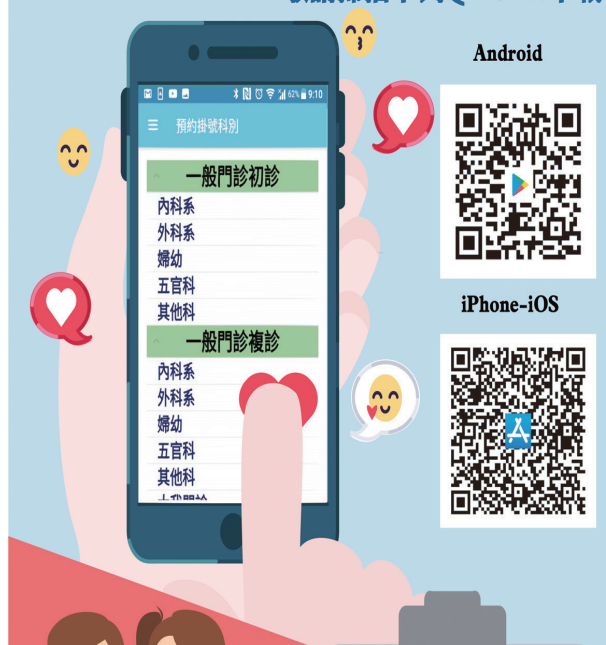 Android
62% 9:10
預約掛號科別
一般門診初診
內科系
外科系
婦幼
五官科
其他科
iPhone-iOS
一般門診複診
內科系
外科系
婦幼
五官科
其他科